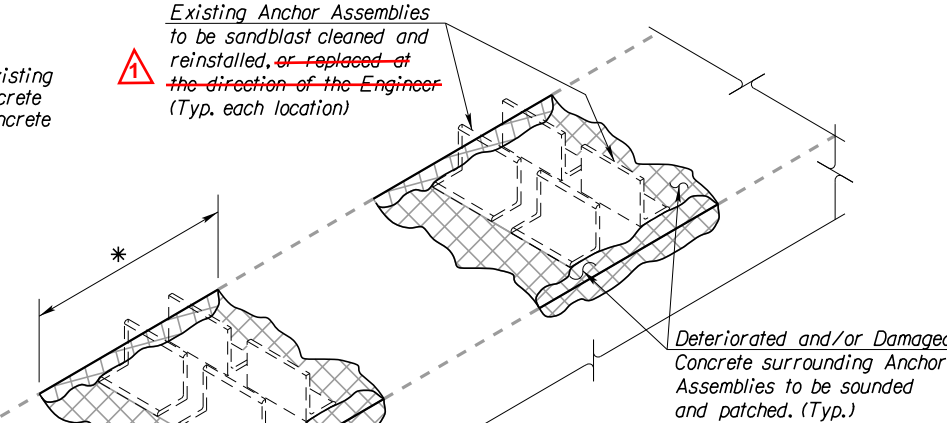 Existing Anchor Assemblies
to be sandblast cleaned and
reinstalled, or replaced at
the direction of the Engineer
(Typ. each location)
1
*
Deteriorated and/or Damaged
Concrete surrounding Anchor
Assemblies to be sounded
and patched. (Typ.)